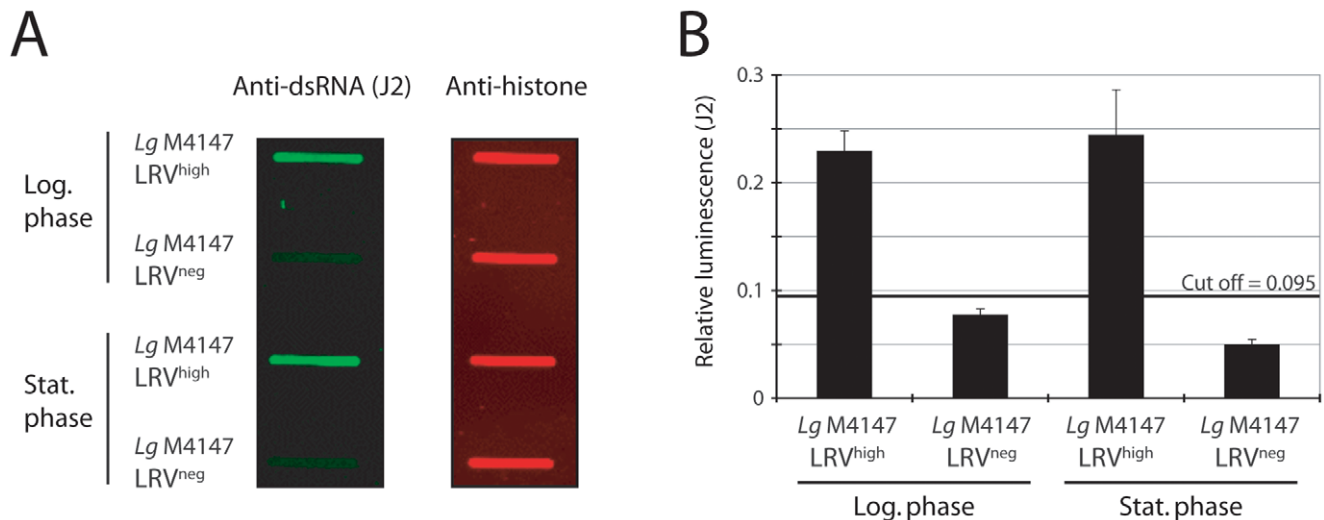 A
Anti-dsRNA (J2) Anti-histone
Log.
phase
Lg M4147
LRVhigh
Lg M4147
LRVneg
Stat.
phase
Lg M4147
LRVhigh
Lg M4147
LRVneg
B
Relative luminescence (J2)
0.3
0.2
0.1
0
Cut off = 0.095
Lg M4147 Lg M4147 Lg M4147 Lg M4147
LRVhigh LRVneg LRVhigh LRVneg
Log. phase Stat. phase